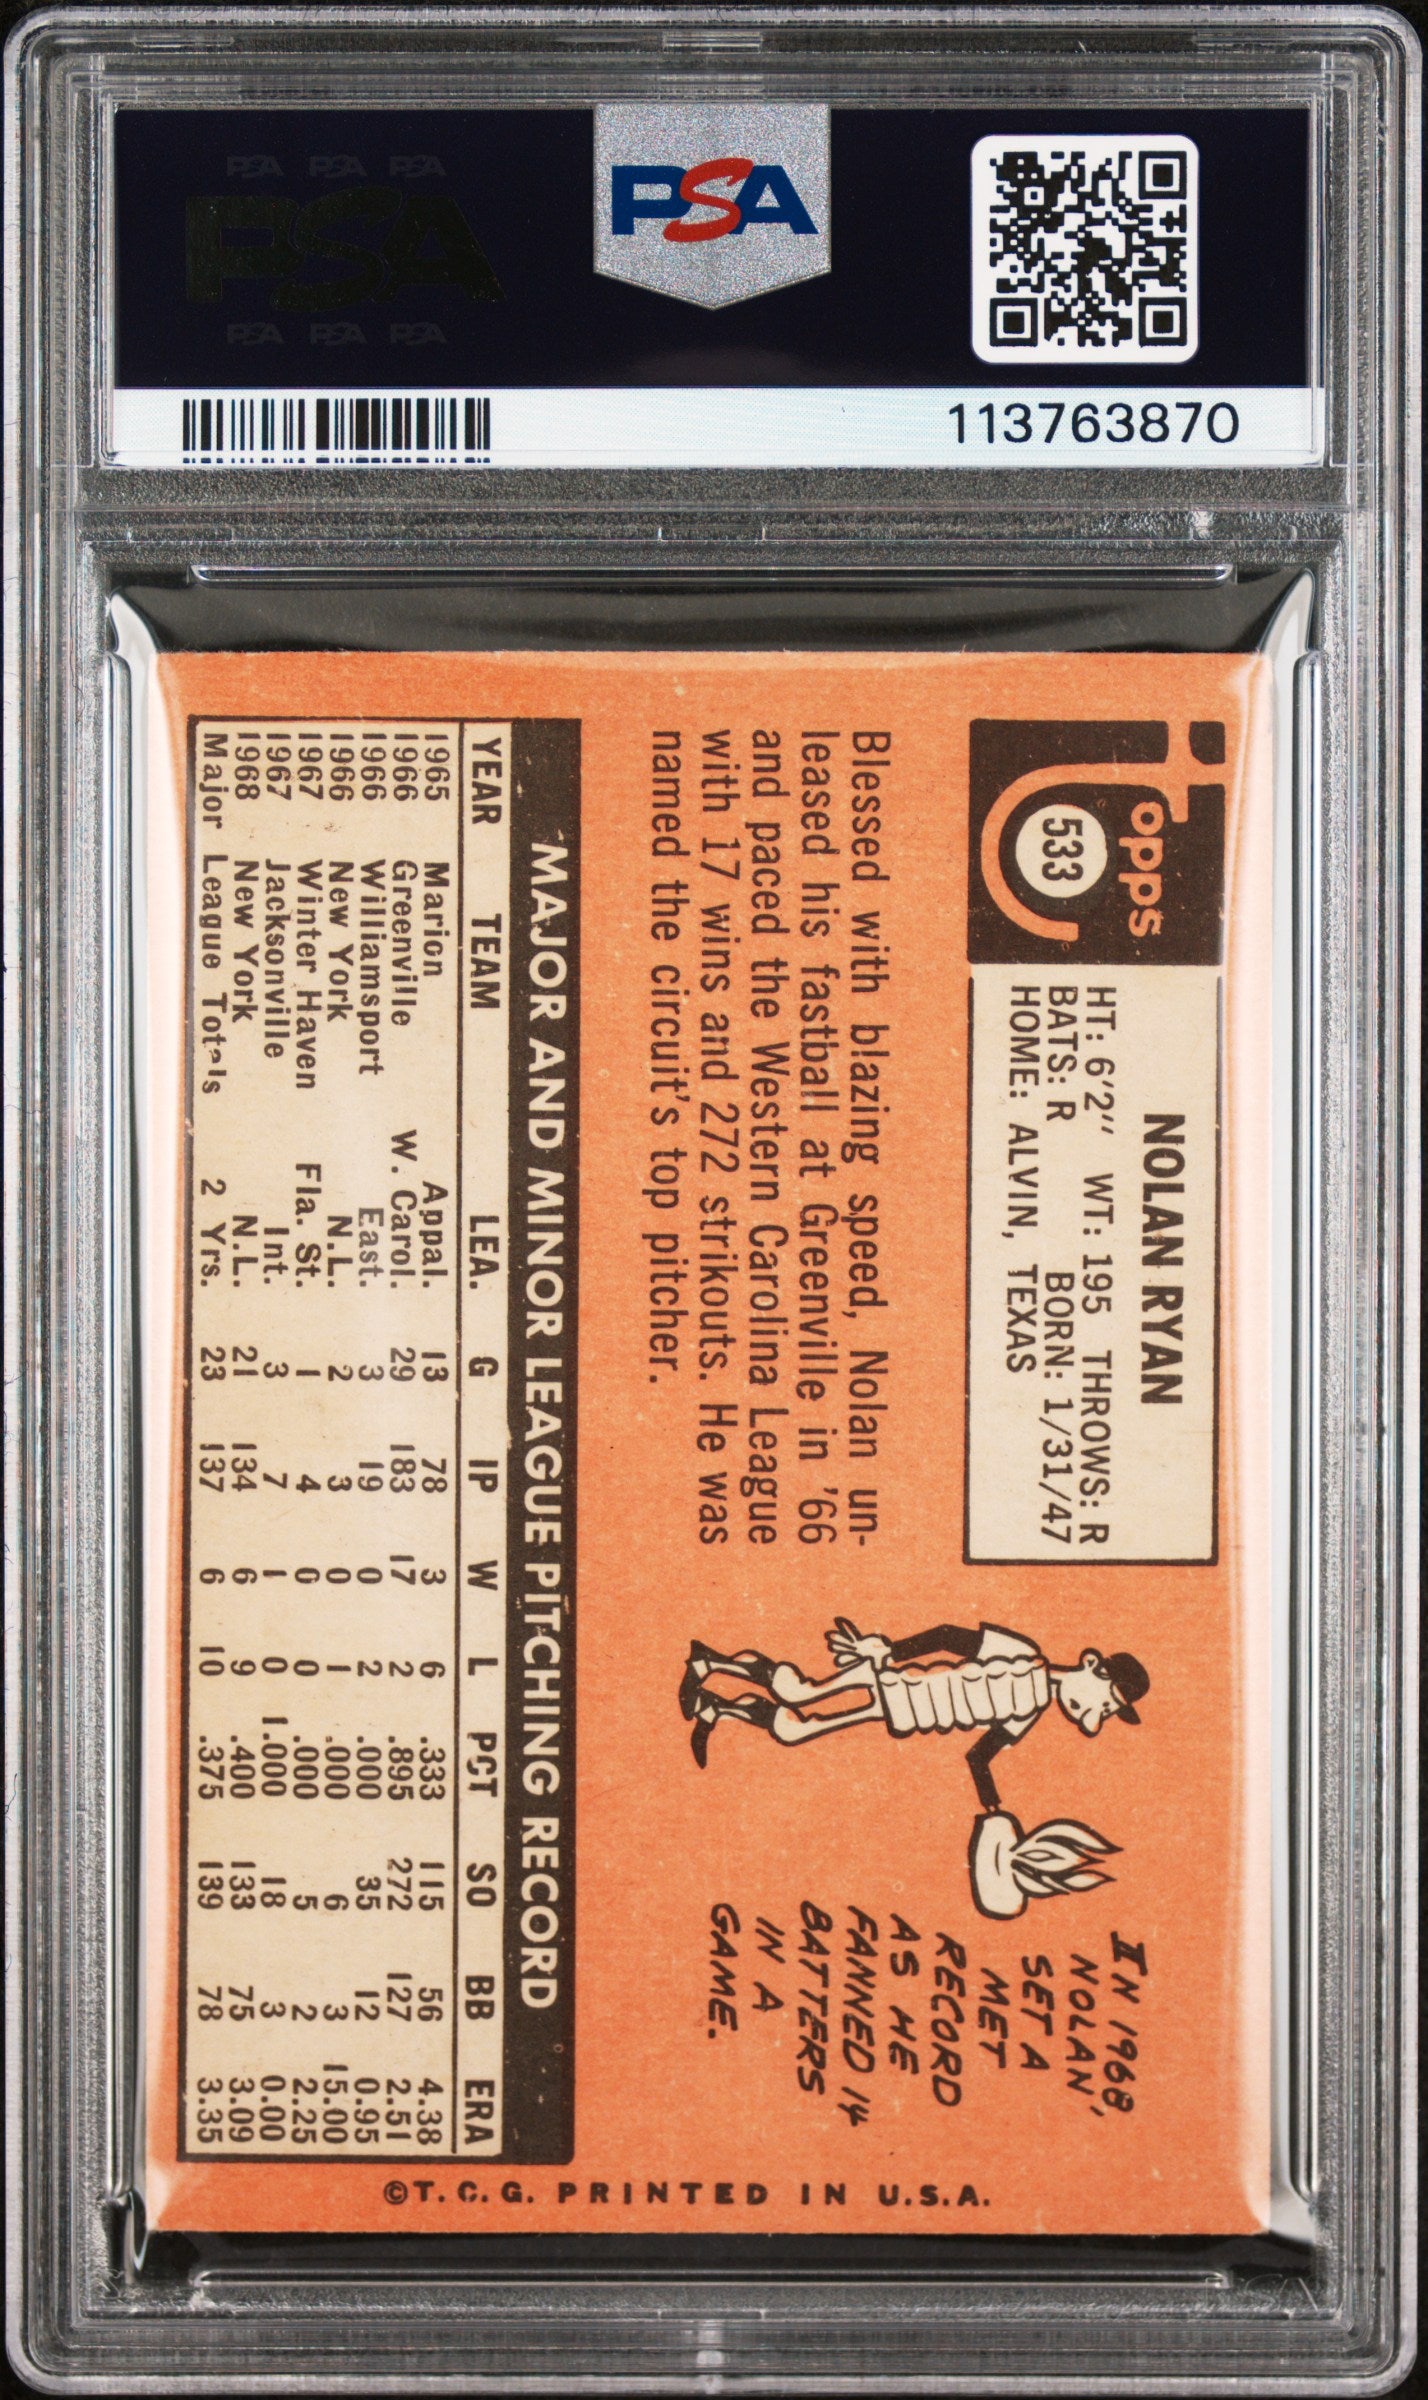 PSA PSA PSA
PSA
PSA PSA PSA
PSA
113763870
Topps
533
NOLAN RYAN
HT: 6'2" WT: 195 THROWS: R
BATS: R BORN: 1/31/47
HOME: ALVIN, TEXAS
Blessed with blazing speed, Nolan un-
leased his fastball at Greenville in '66
and paced the Western Carolina League
with 17 wins and 272 strikouts. He was
named the circuit's top pitcher.
IN 1968,
NOLAN
SET A
MET
RECORD
AS HE
FANNED 14
BATTERS
IN A
GAME.
MAJOR AND MINOR LEAGUE PITCHING RECORD
YEAR TEAM LEA. G IP W L PCT SO BB ERA
1965 Marion Appal. 13 78 3 6 .333 115 56 4.38
1966 Greenville W. Carol. 29 183 17 2 .895 272 127 2.51
1966 Williamsport East. 3 19 0 2 .000 35 12 0.95
1966 New York N.L. 2 3 0 1 .000 6 3 15.00
1967 Winter Haven Fla. St. 1 4 0 0 .000 5 2 2.25
1967 Jacksonville Int. 3 7 1 0 1.000 18 3 0.00
1968 New York N.L. 21 134 6 9 .400 133 75 3.09
Major League Totals 2 Yrs. 23 137 6 10 .375 139 78 3.35
©T.C.G. PRINTED IN U.S.A.